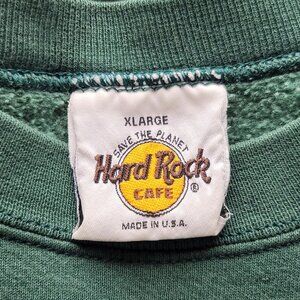 XLARGE
SAVE THE PLANET
Hard Rock
CAFE ®
MADE IN U.S.A.